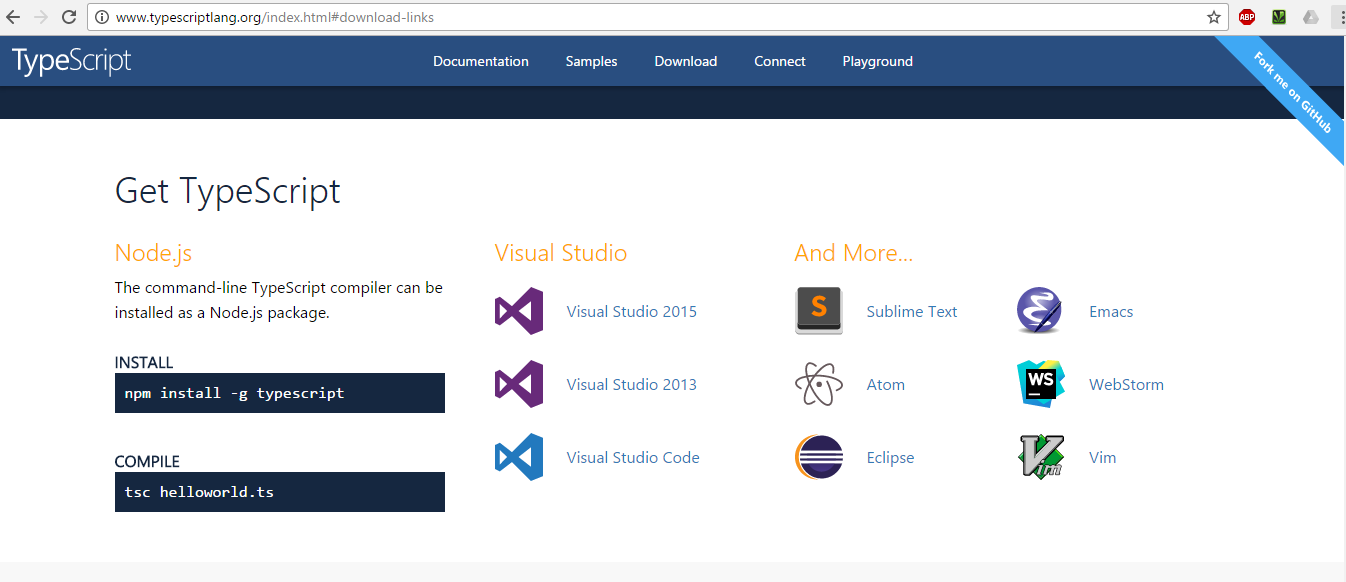 www.typescriptlang.org/index.html#download-links
ABP
TypeScript
Documentation
Samples
Download
Connect
Playground
Fork me on GitHub
Get TypeScript
Node.js
The command-line TypeScript compiler can be
installed as a Node.js package.
INSTALL
npm install -g typescript
COMPILE
tsc helloworld.ts
Visual Studio
Visual Studio 2015
Visual Studio 2013
Visual Studio Code
And More...
S
Sublime Text
Emacs
Atom
WS
WebStorm
Eclipse
Vim
Vim